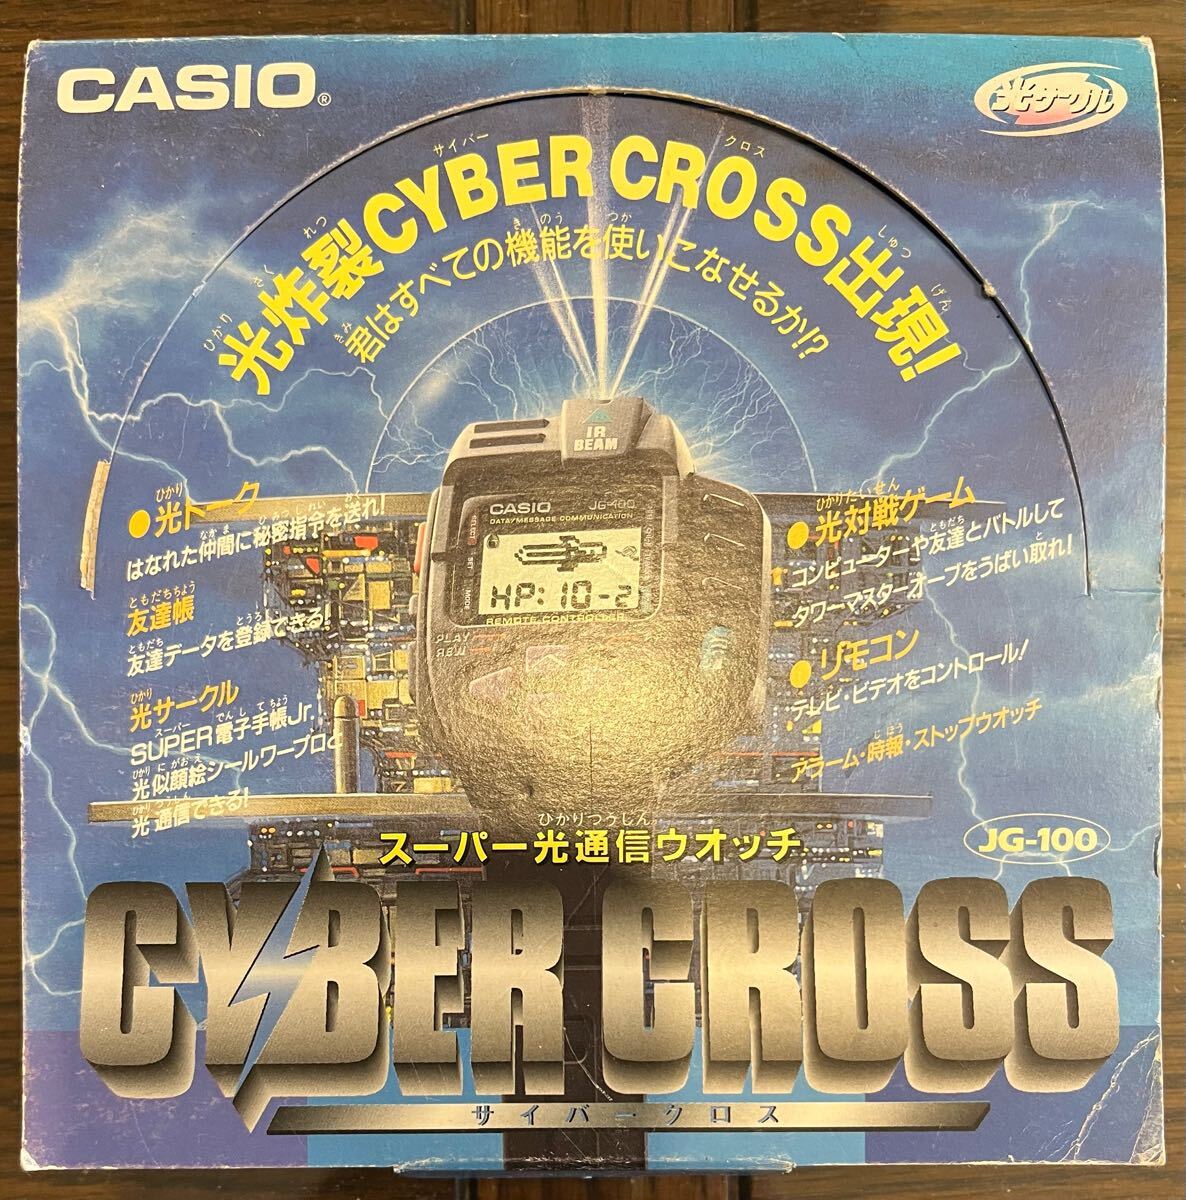 CASIO®
光サークル
光炸裂CYBER CROSS出現!
君はすべての機能を使いこなせるか!?
IR
BEAM
CASIO JG-100
DATA/MESSAGE COMMUNICATION
HP:10-2
REMOTE CONTROLLER
PLAY
●光トーク
はなれた仲間に秘密指令を送れ!
友達帳
友達データを登録できる!
光サークル
SUPER電子手帳Jr.
光似顔絵シールワープロと
光通信できる!
●光対戦ゲーム
コンピューターや友達とバトルして
タワーマスターオーブをうばい取れ!
●リモコン
テレビ・ビデオをコントロール!
アラーム・時報・ストップウオッチ
ひかりつうしん
スーパー光通信ウオッチ
JG-100
CYBER CROSS
サイバークロス